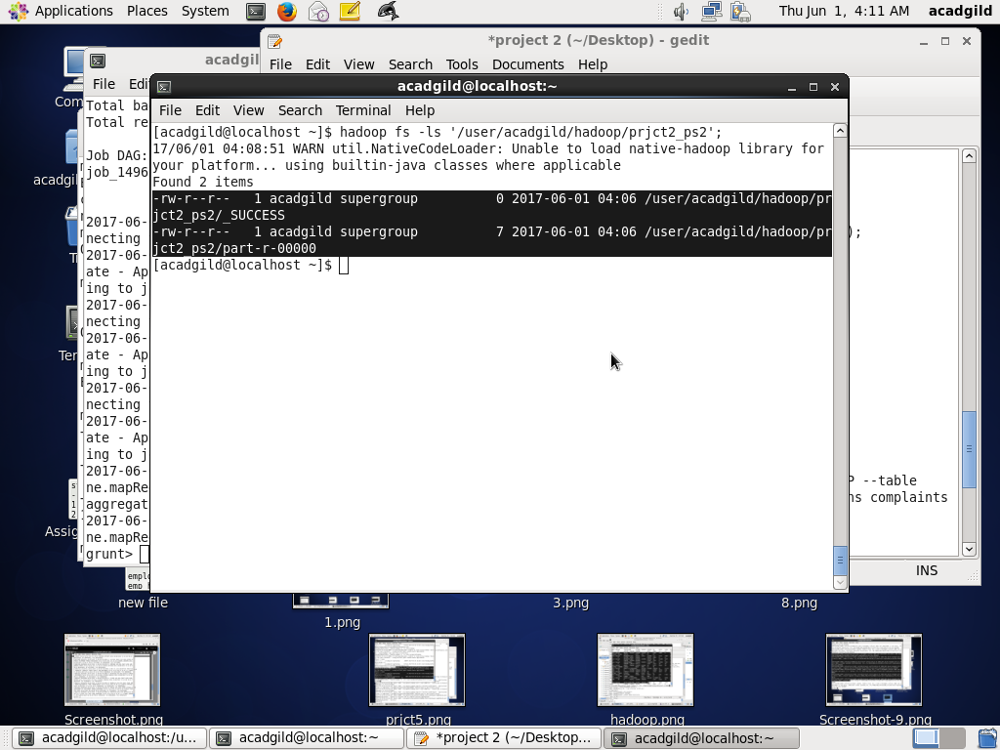 Applications Places System
Thu Jun 1, 4:11 AM acadgild
*project 2 (~/Desktop) - gedit
File Edit View Search Tools Documents Help
acadgil
File Edi
Total ba
Total re
Job DAG:
job_1496
2017-06-
necting
2017-06-
ate - Ap
ing to j
2017-06-
necting
2017-06-
ate - Ap
ing to j
2017-06-
necting
2017-06-
ate - Ap
ing to j
2017-06-
ne.mapRe
aggregat
2017-06-
ne.mapRe
grunt>
acadgild@localhost:~
File Edit View Search Terminal Help
[acadgild@localhost ~]$ hadoop fs -ls '/user/acadgild/hadoop/prjct2_ps2';
17/06/01 04:08:51 WARN util.NativeCodeLoader: Unable to load native-hadoop library for
your platform... using builtin-java classes where applicable
Found 2 items
-rw-r--r--   1 acadgild supergroup          0 2017-06-01 04:06 /user/acadgild/hadoop/pr
jct2_ps2/_SUCCESS
-rw-r--r--   1 acadgild supergroup          7 2017-06-01 04:06 /user/acadgild/hadoop/pr
jct2_ps2/part-r-00000
[acadgild@localhost ~]$
);
P --table
ns complaints
INS
Com
acadgil
T
Ter
Assig
new file
1.png
3.png
8.png
Screenshot.png
prjct5.png
hadoop.png
Screenshot-9.png
acadgild@localhost:/u...
acadgild@localhost:~
*project 2 (~/Desktop...
acadgild@localhost:~